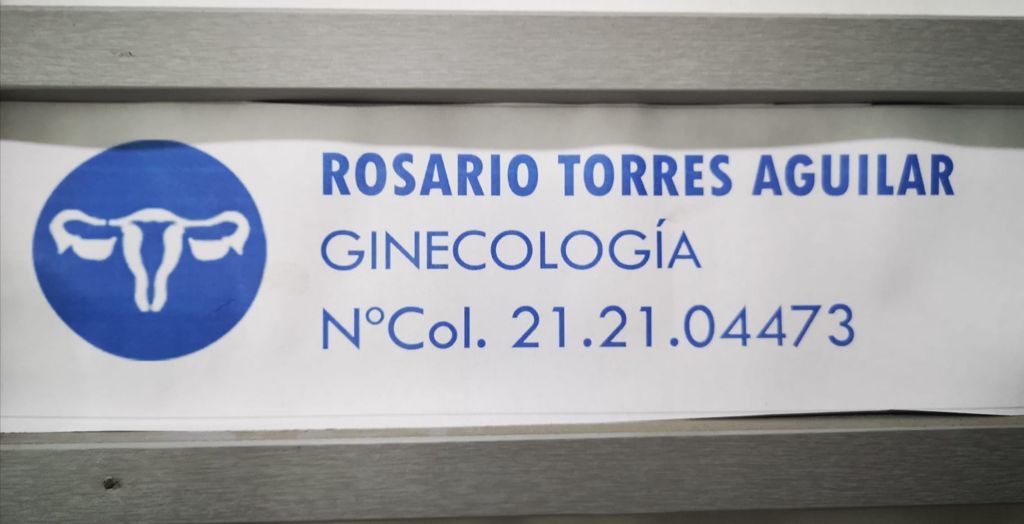 ROSARIO TORRES AGUILAR
GINECOLOGÍA
NºCol. 21.21.04473